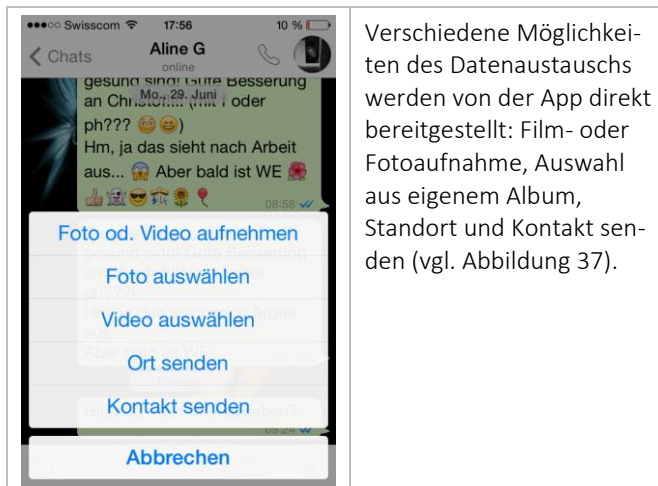 Swisscom 17:56 10 %
Chats Aline G
online
gesund sind! Gute Besserung
Mo., 29. Juni
an oder
ph??? 😷😄)
Hm, ja das sieht nach Arbeit
aus... 😱 Aber bald ist WE 🌺
👍👻😎🎊🌻🎈
08:58
Foto od. Video aufnehmen
Foto auswählen
Video auswählen
Ort senden
Kontakt senden
09:24
Abbrechen
Verschiedene Möglichkei-
ten des Datenaustauschs
werden von der App direkt
bereitgestellt: Film- oder
Fotoaufnahme, Auswahl
aus eigenem Album,
Standort und Kontakt sen-
den (vgl. Abbildung 37).